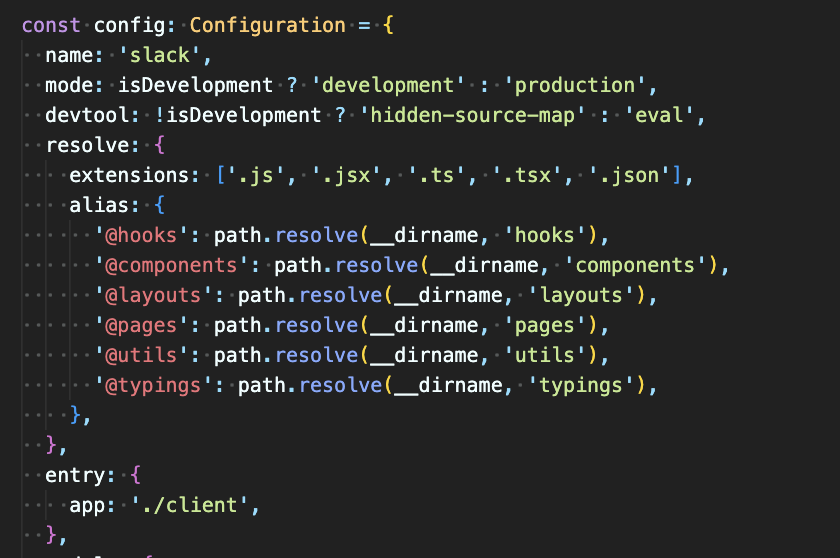 const config: Configuration = {
  name: 'slack',
  mode: isDevelopment ? 'development' : 'production',
  devtool: !isDevelopment ? 'hidden-source-map' : 'eval',
  resolve: {
    extensions: ['.js', '.jsx', '.ts', '.tsx', '.json'],
    alias: {
      '@hooks': path.resolve(__dirname, 'hooks'),
      '@components': path.resolve(__dirname, 'components'),
      '@layouts': path.resolve(__dirname, 'layouts'),
      '@pages': path.resolve(__dirname, 'pages'),
      '@utils': path.resolve(__dirname, 'utils'),
      '@typings': path.resolve(__dirname, 'typings'),
    },
  },
  entry: {
    app: './client',
  },